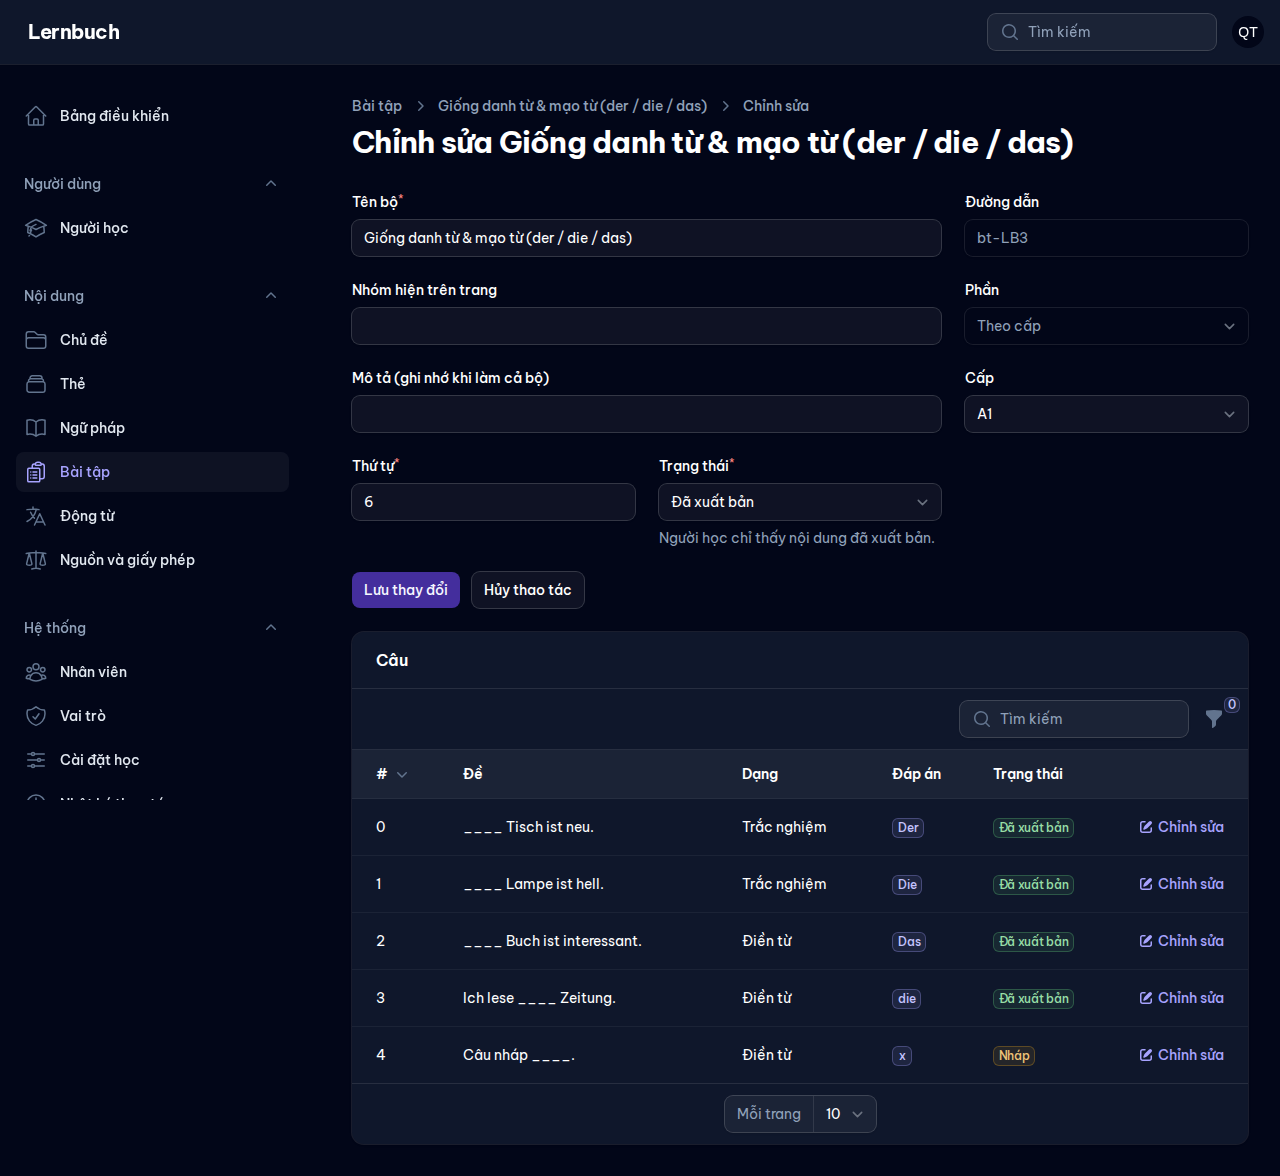 Lernbuch
Tìm kiếm
QT
Bảng điều khiển
Người dùng
Người học
Nội dung
Chủ đề
Thẻ
Ngữ pháp
Bài tập
Động từ
Nguồn và giấy phép
Hệ thống
Nhân viên
Vai trò
Cài đặt học
Bài tập > Giống danh từ & mạo từ (der / die / das) > Chỉnh sửa
Chỉnh sửa Giống danh từ & mạo từ (der / die / das)
Tên bộ* Đường dẫn
Giống danh từ & mạo từ (der / die / das) bt-LB3
Nhóm hiện trên trang Phần
Theo cấp
Mô tả (ghi nhớ khi làm cả bộ) Cấp
A1
Thứ tự* Trạng thái*
6 Đã xuất bản
Người học chỉ thấy nội dung đã xuất bản.
Lưu thay đổi Hủy thao tác
Câu
Tìm kiếm 0
# Đề Dạng Đáp án Trạng thái
0 ____ Tisch ist neu. Trắc nghiệm Der Đã xuất bản Chỉnh sửa
1 ____ Lampe ist hell. Trắc nghiệm Die Đã xuất bản Chỉnh sửa
2 ____ Buch ist interessant. Điền từ Das Đã xuất bản Chỉnh sửa
3 Ich lese ____ Zeitung. Điền từ die Đã xuất bản Chỉnh sửa
4 Câu nháp ____. Điền từ x Nháp Chỉnh sửa
Mỗi trang 10